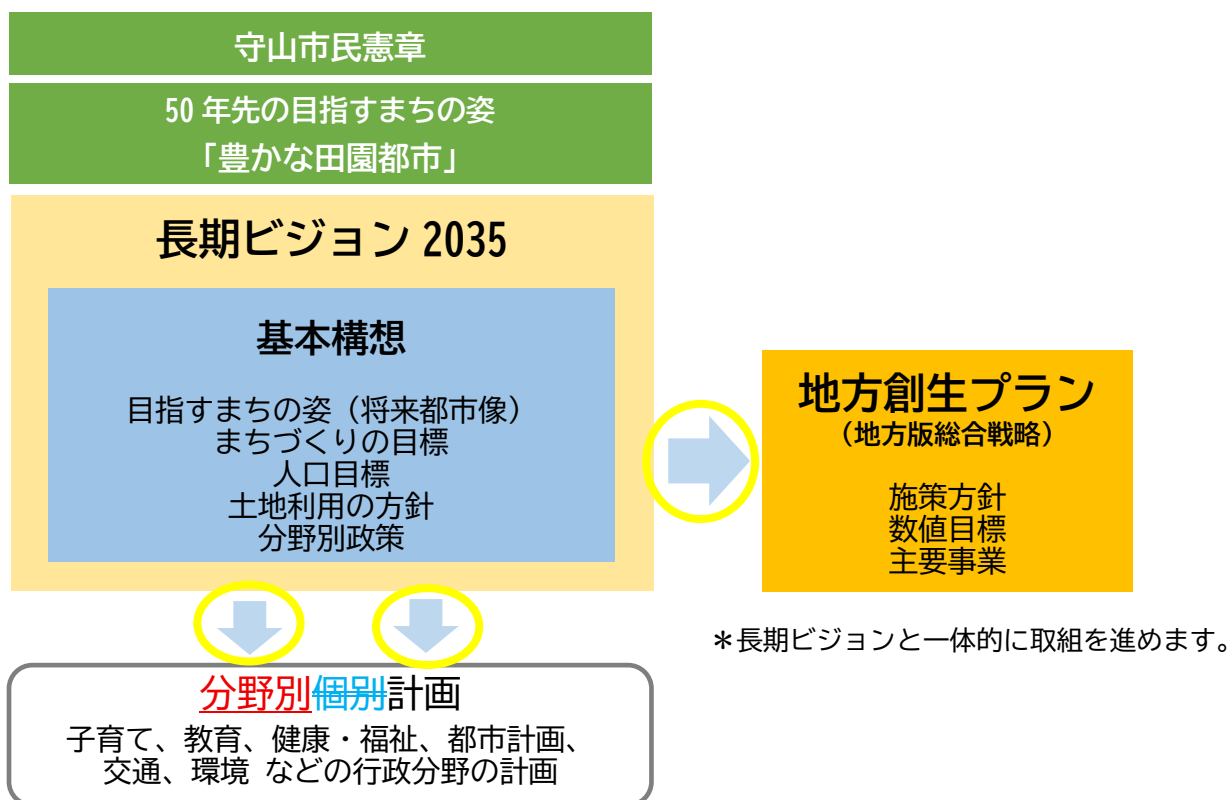 守山市民憲章
50年先の目指すまちの姿
「豊かな田園都市」
長期ビジョン 2035
基本構想
目指すまちの姿（将来都市像）
まちづくりの目標
人口目標
土地利用の方針
分野別政策
地方創生プラン
（地方版総合戦略）
施策方針
数値目標
主要事業
＊長期ビジョンと一体的に取組を進めます。
分野別個別計画
子育て、教育、健康・福祉、都市計画、
交通、環境 などの行政分野の計画